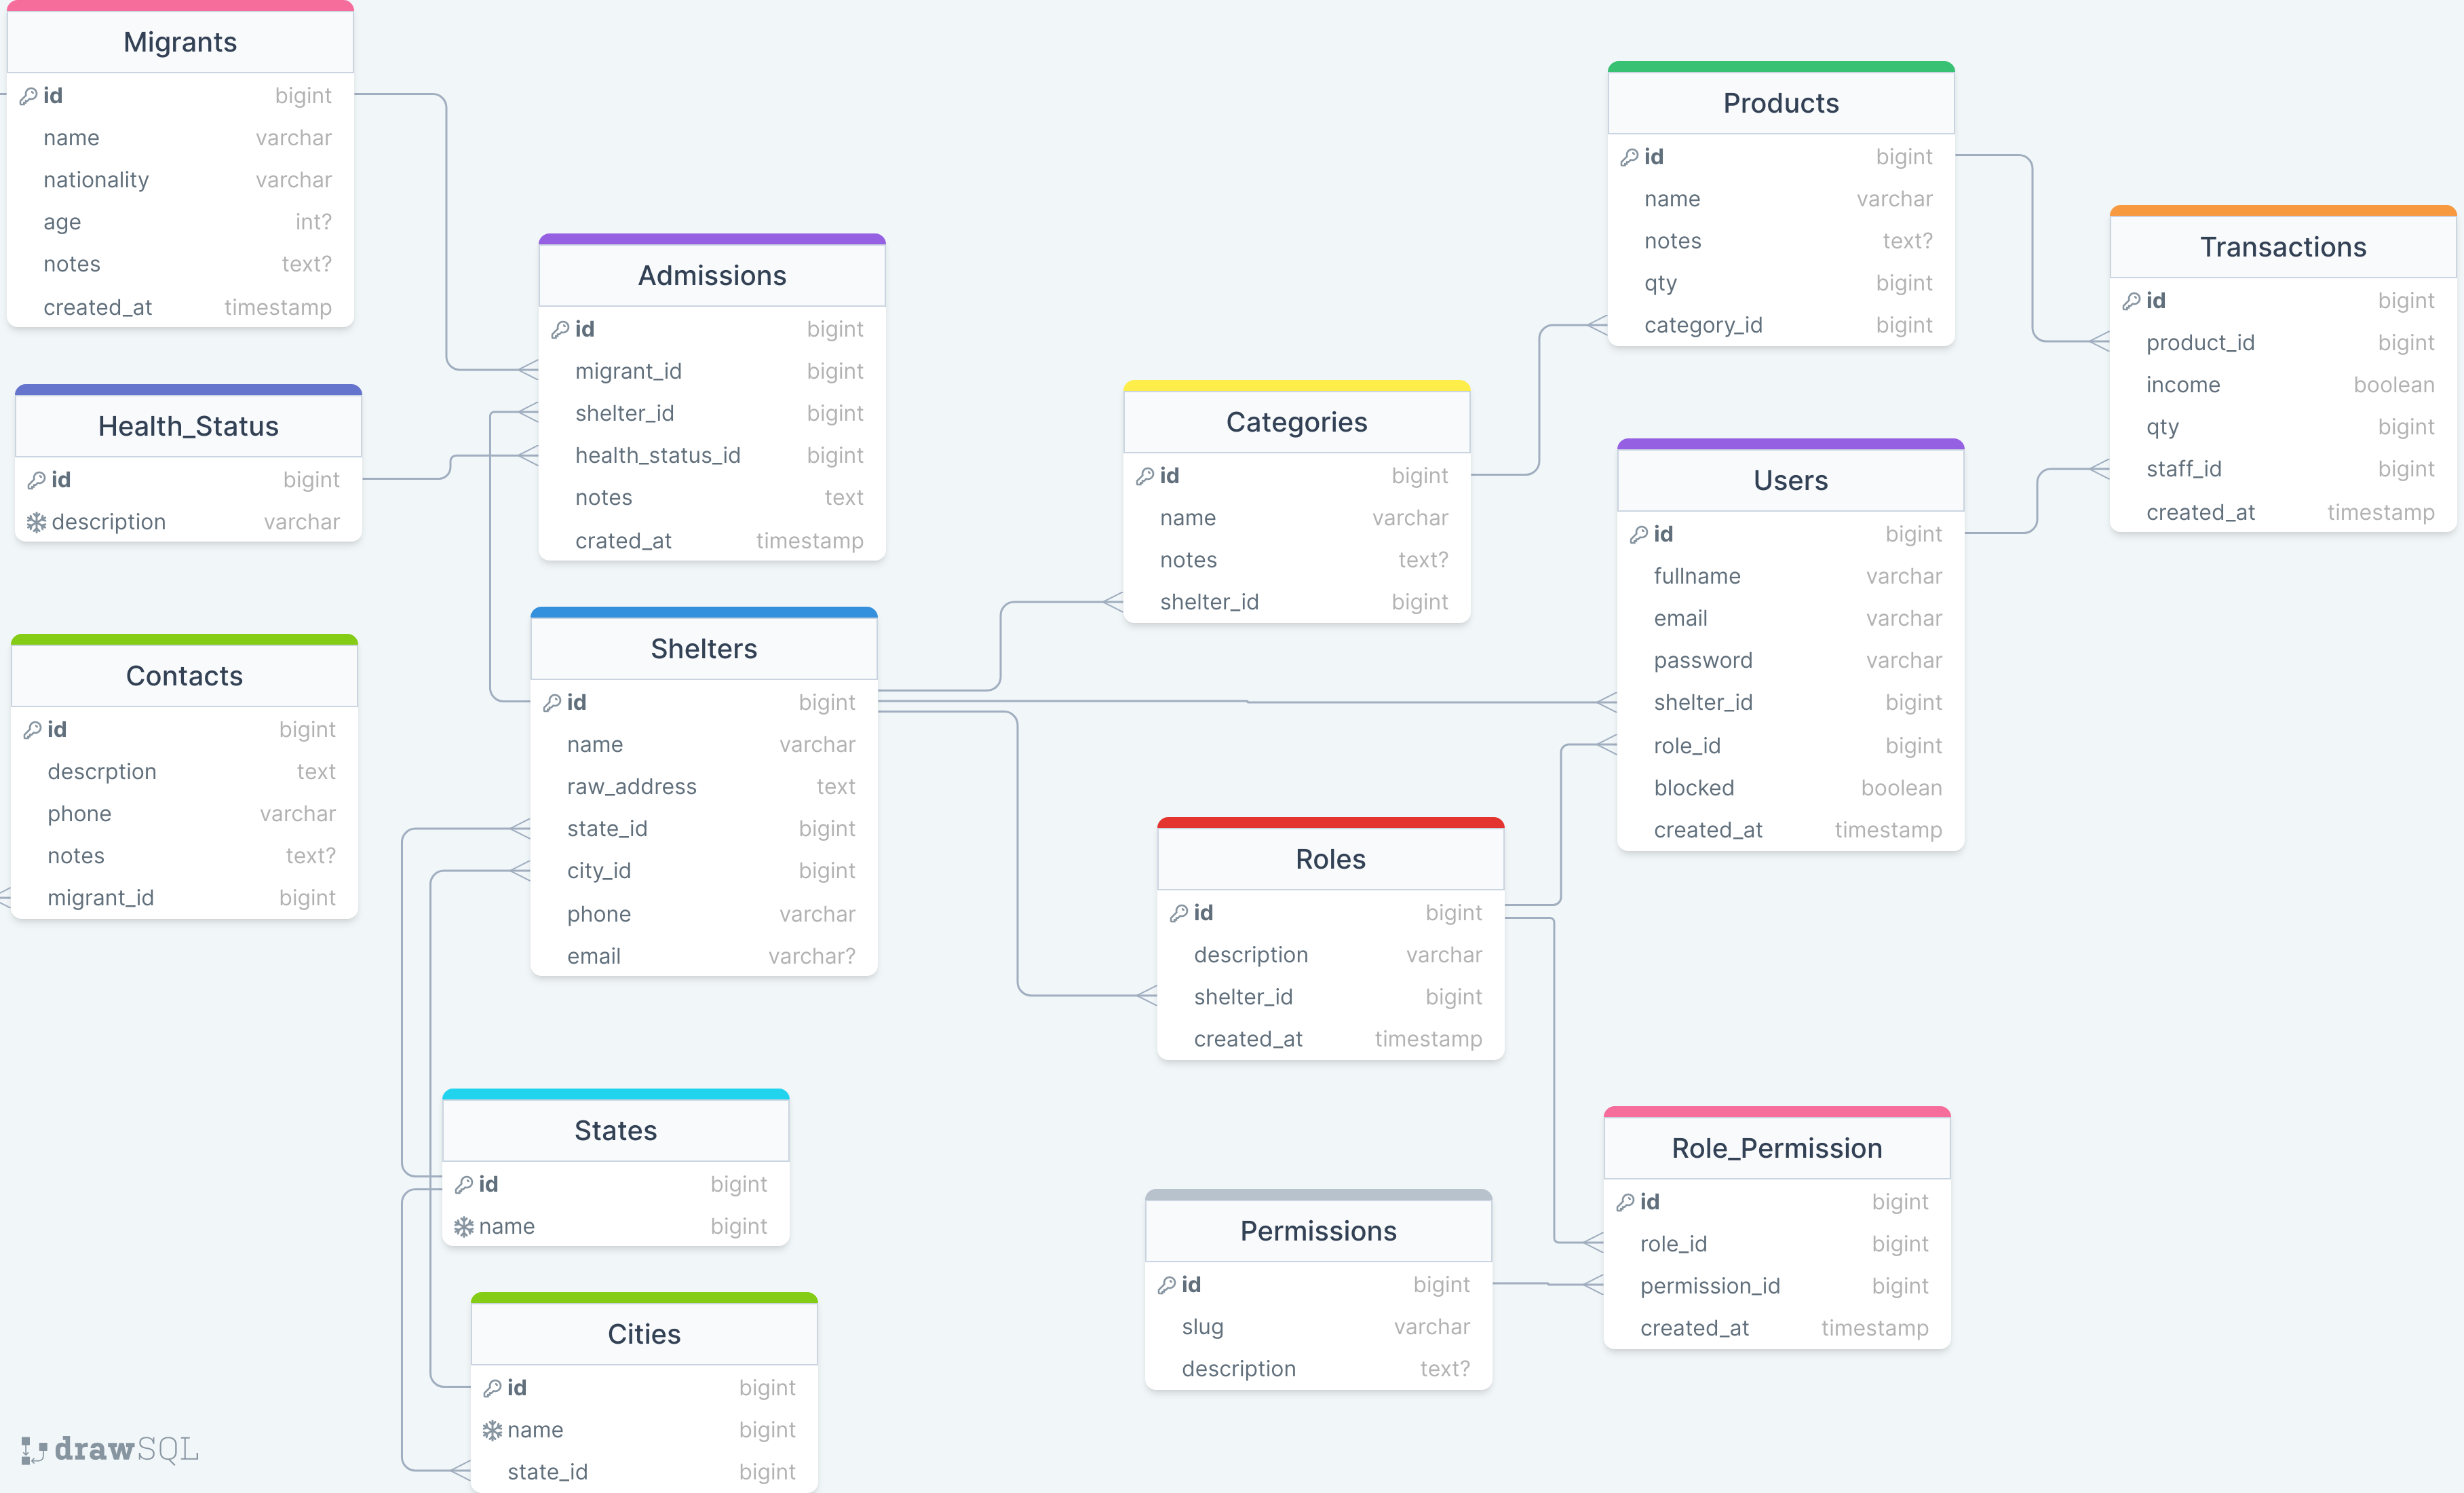 Migrants
id bigint
name varchar
nationality varchar
age int?
notes text?
created_at timestamp
Health_Status
id bigint
description varchar
Contacts
id bigint
descrption text
phone varchar
notes text?
migrant_id bigint
Admissions
id bigint
migrant_id bigint
shelter_id bigint
health_status_id bigint
notes text
crated_at timestamp
Shelters
id bigint
name varchar
raw_address text
state_id bigint
city_id bigint
phone varchar
email varchar?
States
id bigint
name bigint
Cities
id bigint
name bigint
state_id bigint
Categories
id bigint
name varchar
notes text?
shelter_id bigint
Roles
id bigint
description varchar
shelter_id bigint
created_at timestamp
Permissions
id bigint
slug varchar
description text?
Products
id bigint
name varchar
notes text?
qty bigint
category_id bigint
Users
id bigint
fullname varchar
email varchar
password varchar
shelter_id bigint
role_id bigint
blocked boolean
created_at timestamp
Role_Permission
id bigint
role_id bigint
permission_id bigint
created_at timestamp
Transactions
id bigint
product_id bigint
income boolean
qty bigint
staff_id bigint
created_at timestamp
drawSQL